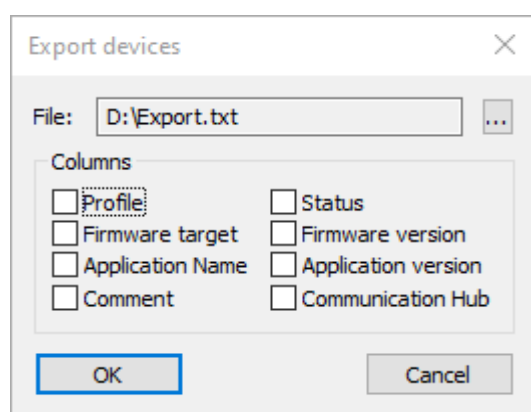 Export devices
File: D:\Export.txt ...
Columns
Profile Status
Firmware target Firmware version
Application Name Application version
Comment Communication Hub
OK Cancel